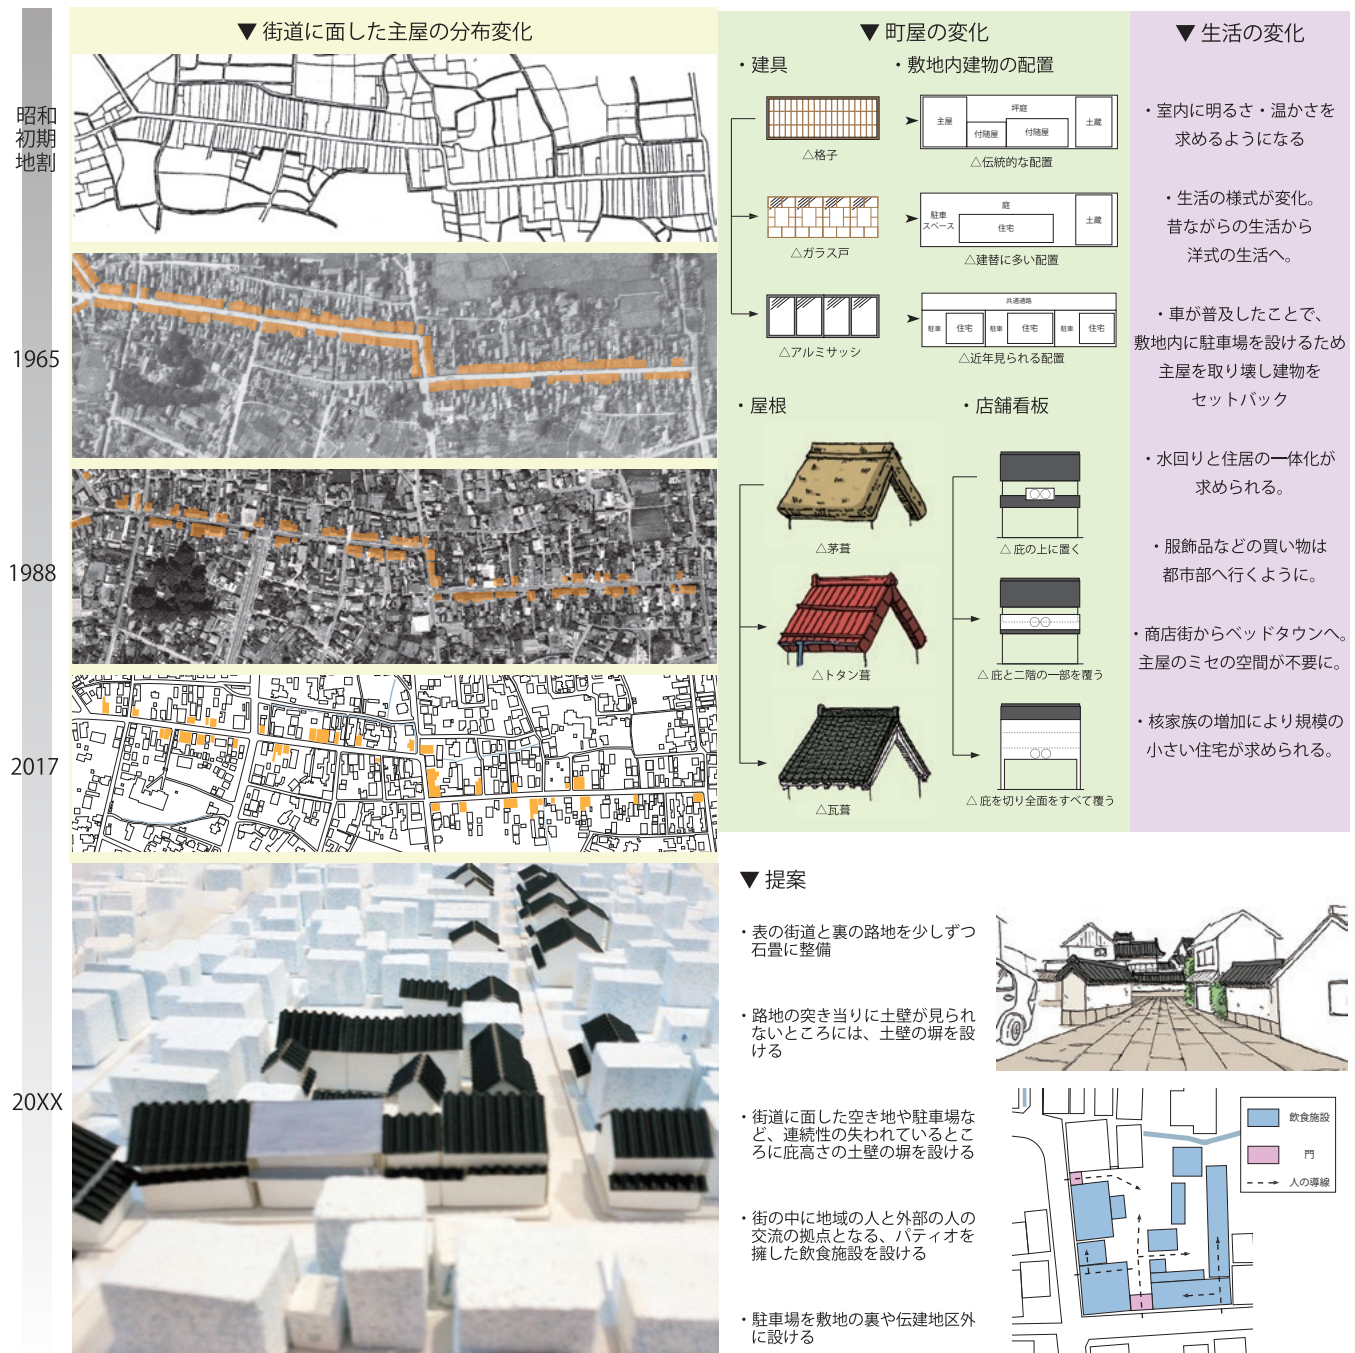 ▼ 街道に面した主屋の分布変化
昭和
初期
地割
1965
1988
2017
20XX
▼ 町屋の変化
・建具
△格子
△ガラス戸
△アルミサッシ
・敷地内建物の配置
主屋
坪庭
付随屋
付随屋
土蔵
△伝統的な配置
駐車
スペース
庭
住宅
土蔵
△建替に多い配置
共通通路
駐車
住宅
駐車
住宅
駐車
住宅
△近年見られる配置
・屋根
△茅葺
△トタン葺
△瓦葺
・店舗看板
△ 庇の上に置く
△ 庇と二階の一部を覆う
△ 庇を切り全面をすべて覆う
▼ 生活の変化
・室内に明るさ・温かさを
求めるようになる
・生活の様式が変化。
昔ながらの生活から
洋式の生活へ。
・車が普及したことで、
敷地内に駐車場を設けるため
主屋を取り壊し建物を
セットバック
・水回りと住居の一体化が
求められる。
・服飾品などの買い物は
都市部へ行くように。
・商店街からベッドタウンへ。
主屋のミセの空間が不要に。
・核家族の増加により規模の
小さい住宅が求められる。
▼ 提案
・表の街道と裏の路地を少しずつ
石畳に整備
・路地の突き当りに土壁が見られ
ないところには、土壁の塀を設
ける
・街道に面した空き地や駐車場な
ど、連続性の失われているとこ
ろに庇高さの土壁の塀を設ける
・街の中に地域の人と外部の人の
交流の拠点となる、パティオを
擁した飲食施設を設ける
・駐車場を敷地の裏や伝建地区外
に設ける
飲食施設
門
人の導線